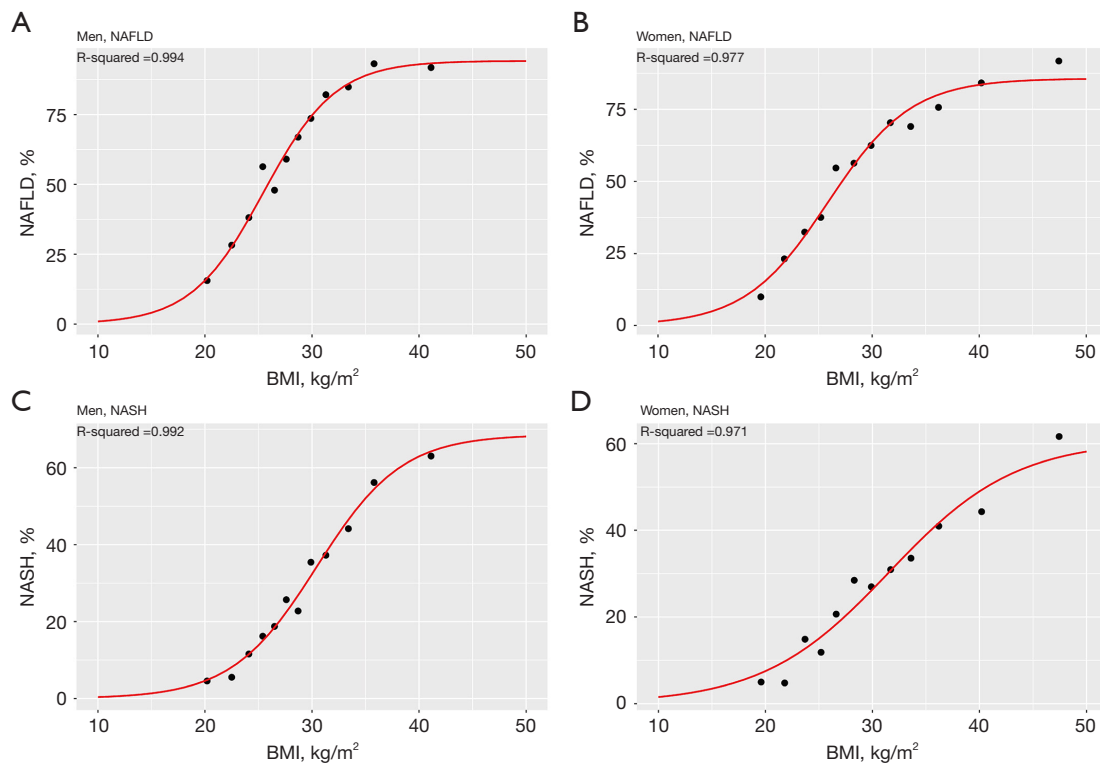 A
Men, NAFLD
R-squared =0.994
NAFLD, %
75
50
25
0
10 20 30 40 50
BMI, kg/m²
B
Women, NAFLD
R-squared =0.977
NAFLD, %
75
50
25
0
10 20 30 40 50
BMI, kg/m²
C
Men, NASH
R-squared =0.992
NASH, %
60
40
20
0
10 20 30 40 50
BMI, kg/m²
D
Women, NASH
R-squared =0.971
NASH, %
60
40
20
0
10 20 30 40 50
BMI, kg/m²